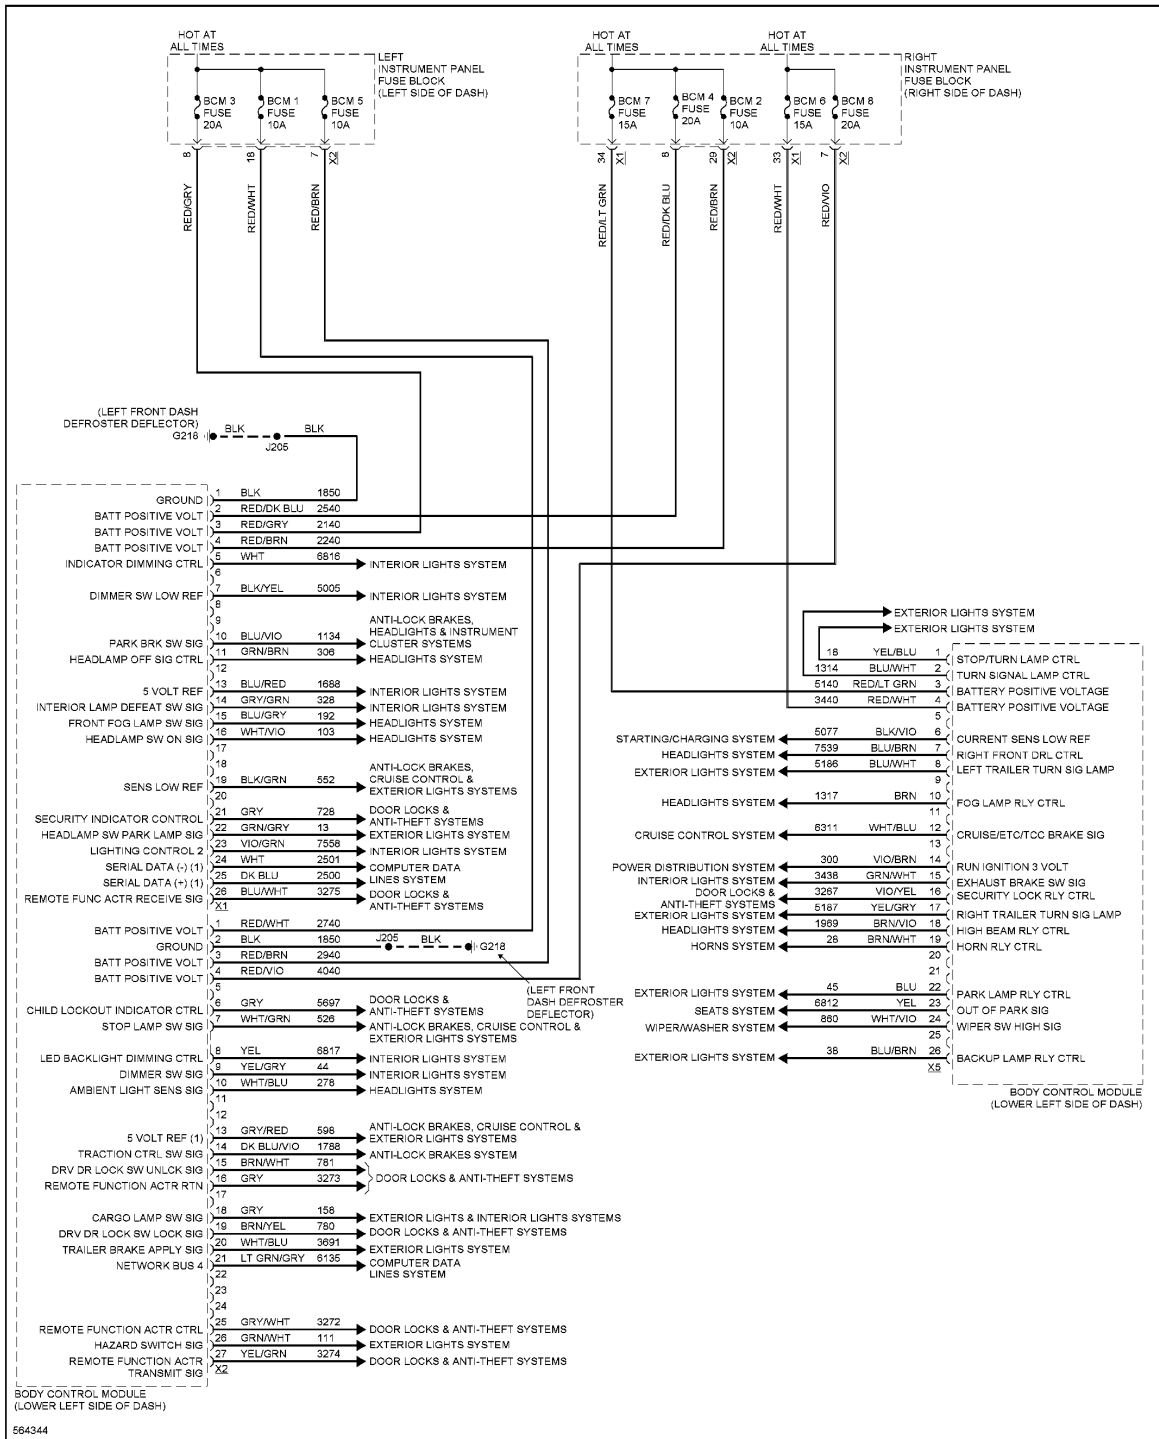 HOT AT
ALL TIMES
LEFT
INSTRUMENT PANEL
FUSE BLOCK
(LEFT SIDE OF DASH)
BCM 3
FUSE
20A
BCM 1
FUSE
10A
BCM 5
FUSE
10A
8
18
7
X2
RED/GRY
RED/WHT
RED/BRN
HOT AT
ALL TIMES
HOT AT
ALL TIMES
RIGHT
INSTRUMENT PANEL
FUSE BLOCK
(RIGHT SIDE OF DASH)
BCM 7
FUSE
15A
BCM 4
FUSE
20A
BCM 2
FUSE
10A
BCM 6
FUSE
15A
BCM 8
FUSE
20A
34
X1
8
29
X2
33
X1
7
X2
RED/LT GRN
RED/DK BLU
RED/BRN
RED/WHT
RED/VIO
(LEFT FRONT DASH
DEFROSTER DEFLECTOR)
G218
BLK
J205
BLK
GROUND 1 BLK 1850
BATT POSITIVE VOLT 2 RED/DK BLU 2540
BATT POSITIVE VOLT 3 RED/GRY 2140
BATT POSITIVE VOLT 4 RED/BRN 2240
INDICATOR DIMMING CTRL 5 WHT 6816 INTERIOR LIGHTS SYSTEM
6
DIMMER SW LOW REF 7 BLK/YEL 5005 INTERIOR LIGHTS SYSTEM
8
9
PARK BRK SW SIG 10 BLU/VIO 1134 ANTI-LOCK BRAKES,
HEADLIGHTS & INSTRUMENT
CLUSTER SYSTEMS
HEADLAMP OFF SIG CTRL 11 GRN/BRN 306 HEADLIGHTS SYSTEM
12
5 VOLT REF 13 BLU/RED 1688 INTERIOR LIGHTS SYSTEM
INTERIOR LAMP DEFEAT SW SIG 14 GRY/GRN 328 INTERIOR LIGHTS SYSTEM
FRONT FOG LAMP SW SIG 15 BLU/GRY 192 HEADLIGHTS SYSTEM
HEADLAMP SW ON SIG 16 WHT/VIO 103 HEADLIGHTS SYSTEM
17
18
SENS LOW REF 19 BLK/GRN 552 ANTI-LOCK BRAKES,
CRUISE CONTROL &
EXTERIOR LIGHTS SYSTEMS
20
SECURITY INDICATOR CONTROL 21 GRY 728 DOOR LOCKS &
ANTI-THEFT SYSTEMS
HEADLAMP SW PARK LAMP SIG 22 GRN/GRY 13 EXTERIOR LIGHTS SYSTEM
LIGHTING CONTROL 2 23 VIO/GRN 7558 INTERIOR LIGHTS SYSTEM
SERIAL DATA (-) (1) 24 WHT 2501 COMPUTER DATA
SERIAL DATA (+) (1) 25 DK BLU 2500 LINES SYSTEM
REMOTE FUNC ACTR RECEIVE SIG 26 BLU/WHT 3275 DOOR LOCKS &
ANTI-THEFT SYSTEMS
X1
BATT POSITIVE VOLT 1 RED/WHT 2740
GROUND 2 BLK 1850 J205 BLK G218
BATT POSITIVE VOLT 3 RED/BRN 2940
BATT POSITIVE VOLT 4 RED/VIO 4040
(LEFT FRONT
DASH DEFROSTER
DEFLECTOR)
5
CHILD LOCKOUT INDICATOR CTRL 6 GRY 5697 DOOR LOCKS &
ANTI-THEFT SYSTEMS
STOP LAMP SW SIG 7 WHT/GRN 526 ANTI-LOCK BRAKES, CRUISE CONTROL &
EXTERIOR LIGHTS SYSTEMS
LED BACKLIGHT DIMMING CTRL 8 YEL 6817 INTERIOR LIGHTS SYSTEM
DIMMER SW SIG 9 YEL/GRY 44 INTERIOR LIGHTS SYSTEM
AMBIENT LIGHT SENS SIG 10 WHT/BLU 278 HEADLIGHTS SYSTEM
11
12
5 VOLT REF (1) 13 GRY/RED 598 ANTI-LOCK BRAKES, CRUISE CONTROL &
EXTERIOR LIGHTS SYSTEMS
TRACTION CTRL SW SIG 14 DK BLU/VIO 1788 ANTI-LOCK BRAKES SYSTEM
DRV DR LOCK SW UNLCK SIG 15 BRN/WHT 781
REMOTE FUNCTION ACTR RTN 16 GRY 3273 DOOR LOCKS & ANTI-THEFT SYSTEMS
17
CARGO LAMP SW SIG 18 GRY 158 EXTERIOR LIGHTS & INTERIOR LIGHTS SYSTEMS
DRV DR LOCK SW LOCK SIG 19 BRN/YEL 780 DOOR LOCKS & ANTI-THEFT SYSTEMS
TRAILER BRAKE APPLY SIG 20 WHT/BLU 3691 EXTERIOR LIGHTS SYSTEM
NETWORK BUS 4 21 LT GRN/GRY 6135 COMPUTER DATA
LINES SYSTEM
22
23
24
REMOTE FUNCTION ACTR CTRL 25 GRY/WHT 3272 DOOR LOCKS & ANTI-THEFT SYSTEMS
HAZARD SWITCH SIG 26 GRN/WHT 111 EXTERIOR LIGHTS SYSTEM
REMOTE FUNCTION ACTR
TRANSMIT SIG 27 YEL/GRN 3274 DOOR LOCKS & ANTI-THEFT SYSTEMS
X2
BODY CONTROL MODULE
(LOWER LEFT SIDE OF DASH)
EXTERIOR LIGHTS SYSTEM
EXTERIOR LIGHTS SYSTEM
18 YEL/BLU 1 STOP/TURN LAMP CTRL
1314 BLU/WHT 2 TURN SIGNAL LAMP CTRL
5140 RED/LT GRN 3 BATTERY POSITIVE VOLTAGE
3440 RED/WHT 4 BATTERY POSITIVE VOLTAGE
5
STARTING/CHARGING SYSTEM 5077 BLK/VIO 6 CURRENT SENS LOW REF
HEADLIGHTS SYSTEM 7539 BLU/BRN 7 RIGHT FRONT DRL CTRL
EXTERIOR LIGHTS SYSTEM 5186 BLU/WHT 8 LEFT TRAILER TURN SIG LAMP
9
HEADLIGHTS SYSTEM 1317 BRN 10 FOG LAMP RLY CTRL
11
CRUISE CONTROL SYSTEM 6311 WHT/BLU 12 CRUISE/ETC/TCC BRAKE SIG
13
POWER DISTRIBUTION SYSTEM 300 VIO/BRN 14 RUN IGNITION 3 VOLT
INTERIOR LIGHTS SYSTEM 3438 GRN/WHT 15 EXHAUST BRAKE SW SIG
DOOR LOCKS &
ANTI-THEFT SYSTEMS 3267 VIO/YEL 16 SECURITY LOCK RLY CTRL
EXTERIOR LIGHTS SYSTEM 5187 YEL/GRY 17 RIGHT TRAILER TURN SIG LAMP
HEADLIGHTS SYSTEM 1969 BRN/VIO 18 HIGH BEAM RLY CTRL
HORNS SYSTEM 28 BRN/WHT 19 HORN RLY CTRL
20
21
EXTERIOR LIGHTS SYSTEM 45 BLU 22 PARK LAMP RLY CTRL
SEATS SYSTEM 6812 YEL 23 OUT OF PARK SIG
WIPER/WASHER SYSTEM 860 WHT/VIO 24 WIPER SW HIGH SIG
25
EXTERIOR LIGHTS SYSTEM 38 BLU/BRN 26 BACKUP LAMP RLY CTRL
X5
BODY CONTROL MODULE
(LOWER LEFT SIDE OF DASH)
564344